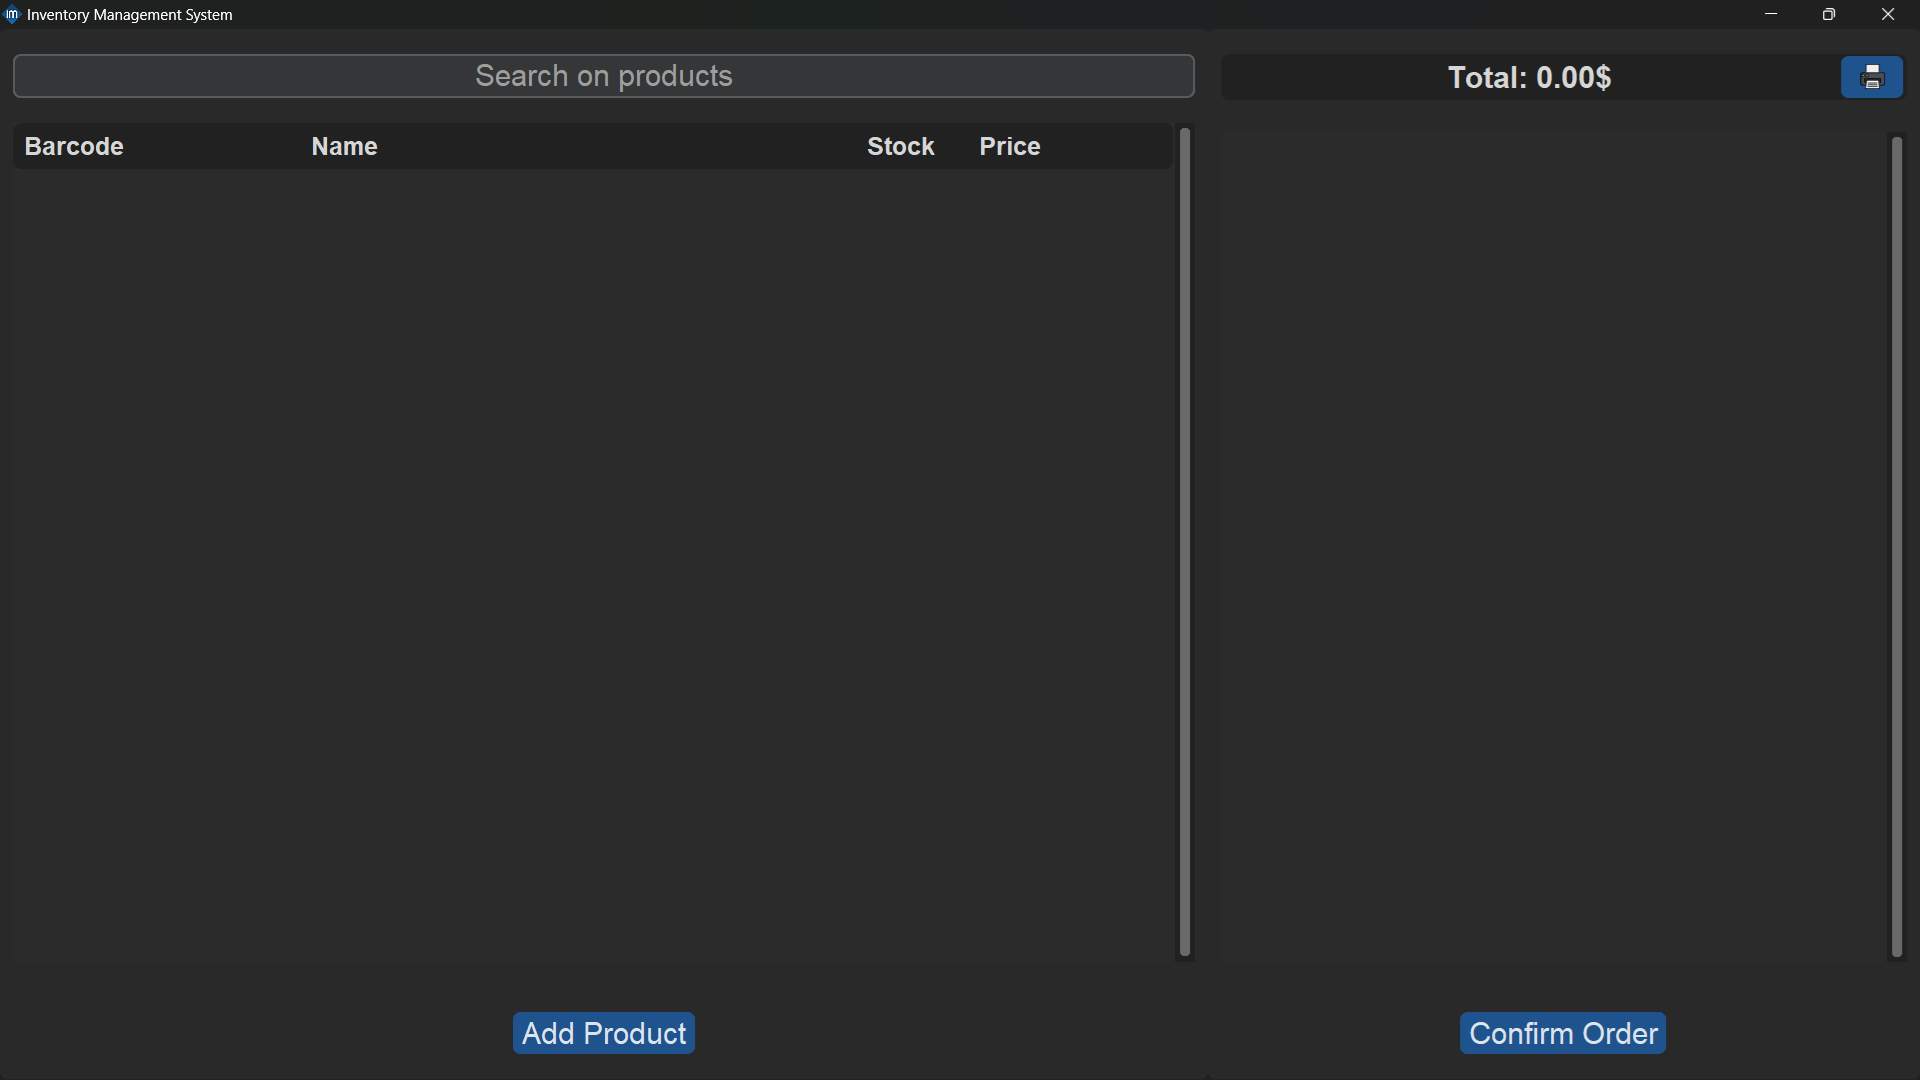 Inventory Management System
Search on products
Total: 0.00$
Barcode Name Stock Price
Add Product
Confirm Order